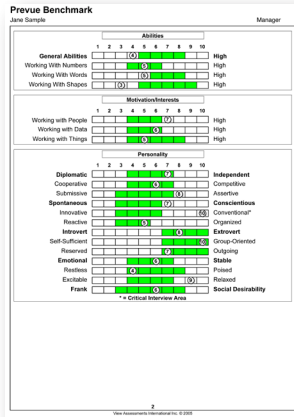 Prevue Benchmark
Jane Sample Manager
Abilities
1 2 3 4 5 6 7 8 9 10
General Abilities 4 High
Working With Numbers 5 High
Working With Words 5 High
Working With Shapes 3 High
Motivation/Interests
1 2 3 4 5 6 7 8 9 10
Working with People 7 High
Working with Data 6 High
Working with Things 5 High
Personality
1 2 3 4 5 6 7 8 9 10
Diplomatic 7 Independent
Cooperative 6 Competitive
Submissive 8 Assertive
Spontaneous 7 Conscientious
Innovative 10 Conventional*
Reactive 5 Organized
Introvert 8 Extrovert
Self-Sufficient 10 Group-Oriented
Reserved 7 Outgoing
Emotional 6 Stable
Restless 4 Poised
Excitable 9 Relaxed
Frank 6 Social Desirability
* = Critical Interview Area
2
View Assessments International Inc. © 2005